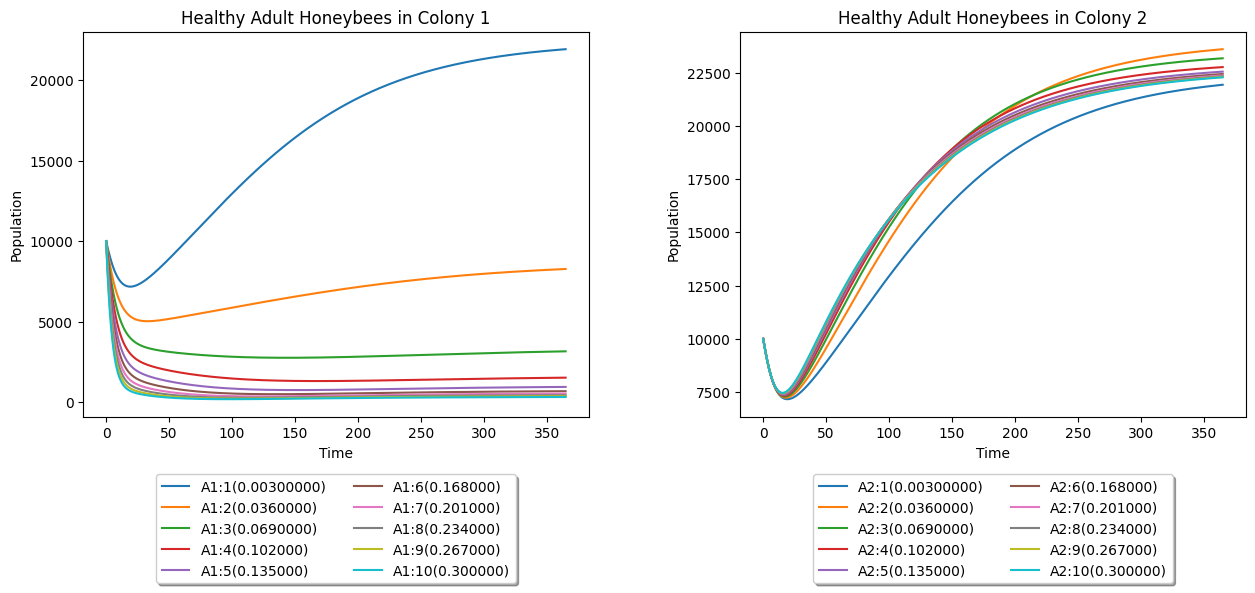 Healthy Adult Honeybees in Colony 1
20000
15000
10000
5000
0
Population
0 50 100 150 200 250 300 350
Time
A1:1(0.00300000) A1:6(0.168000)
A1:2(0.0360000) A1:7(0.201000)
A1:3(0.0690000) A1:8(0.234000)
A1:4(0.102000) A1:9(0.267000)
A1:5(0.135000) A1:10(0.300000)
Healthy Adult Honeybees in Colony 2
22500
20000
17500
15000
12500
10000
7500
Population
0 50 100 150 200 250 300 350
Time
A2:1(0.00300000) A2:6(0.168000)
A2:2(0.0360000) A2:7(0.201000)
A2:3(0.0690000) A2:8(0.234000)
A2:4(0.102000) A2:9(0.267000)
A2:5(0.135000) A2:10(0.300000)